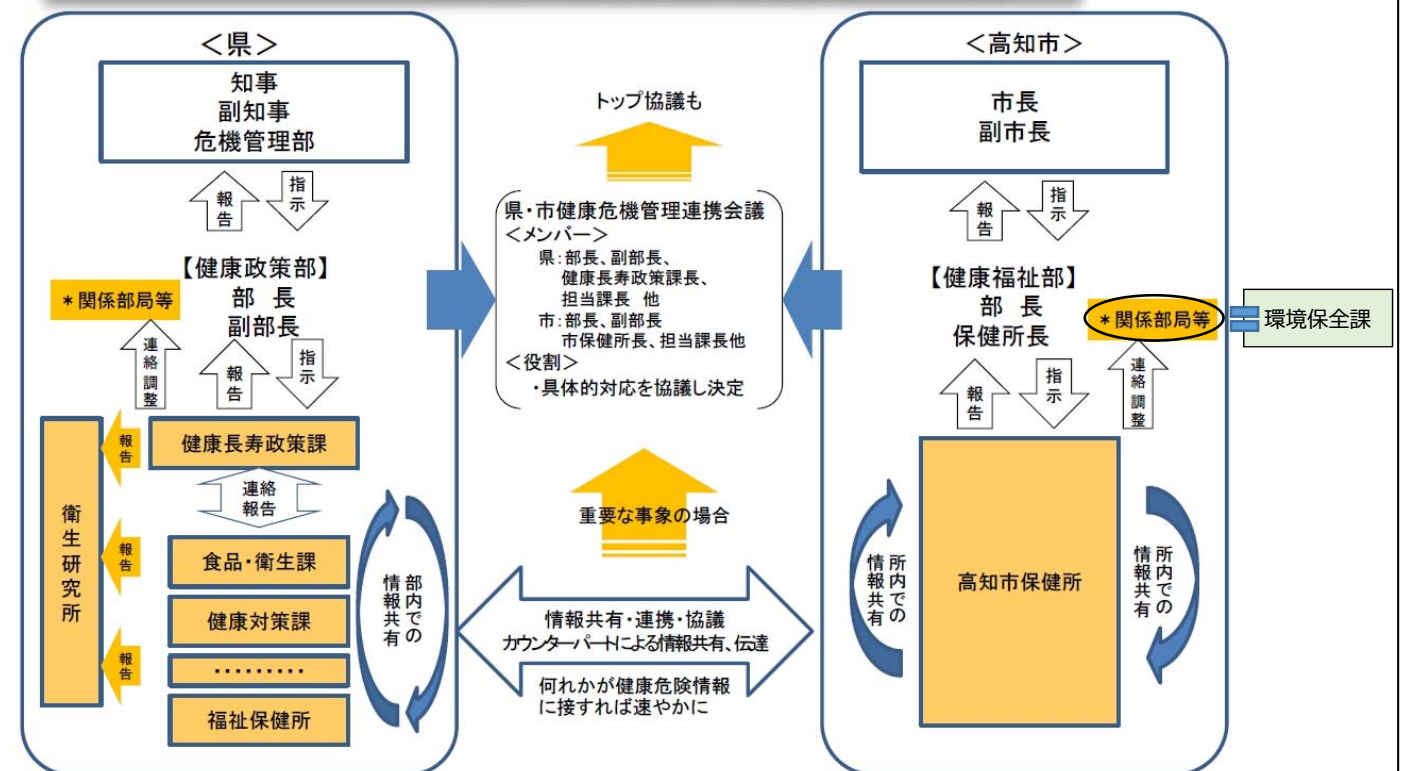 ＜県＞
知事
副知事
危機管理部
報告
指示
【健康政策部】
部　長
副部長
＊関係部局等
連絡調整
報告
指示
健康長寿政策課
連絡
報告
衛生研究所
報告
報告
報告
食品・衛生課
健康対策課
・・・・・・・・・
福祉保健所
部内での
情報共有
トップ協議も
県・市健康危機管理連携会議
＜メンバー＞
県：部長、副部長、
健康長寿政策課長、
担当課長　他
市：部長、副部長
市保健所長、担当課長他
＜役割＞
・具体的対応を協議し決定
重要な事象の場合
情報共有・連携・協議
カウンターパートによる情報共有、伝達
何れかが健康危険情報
に接すれば速やかに
＜高知市＞
市長
副市長
報告
指示
【健康福祉部】
部　長
保健所長
＊関係部局等
環境保全課
報告
指示
連絡調整
高知市保健所
所内での
情報共有
所内での
情報共有